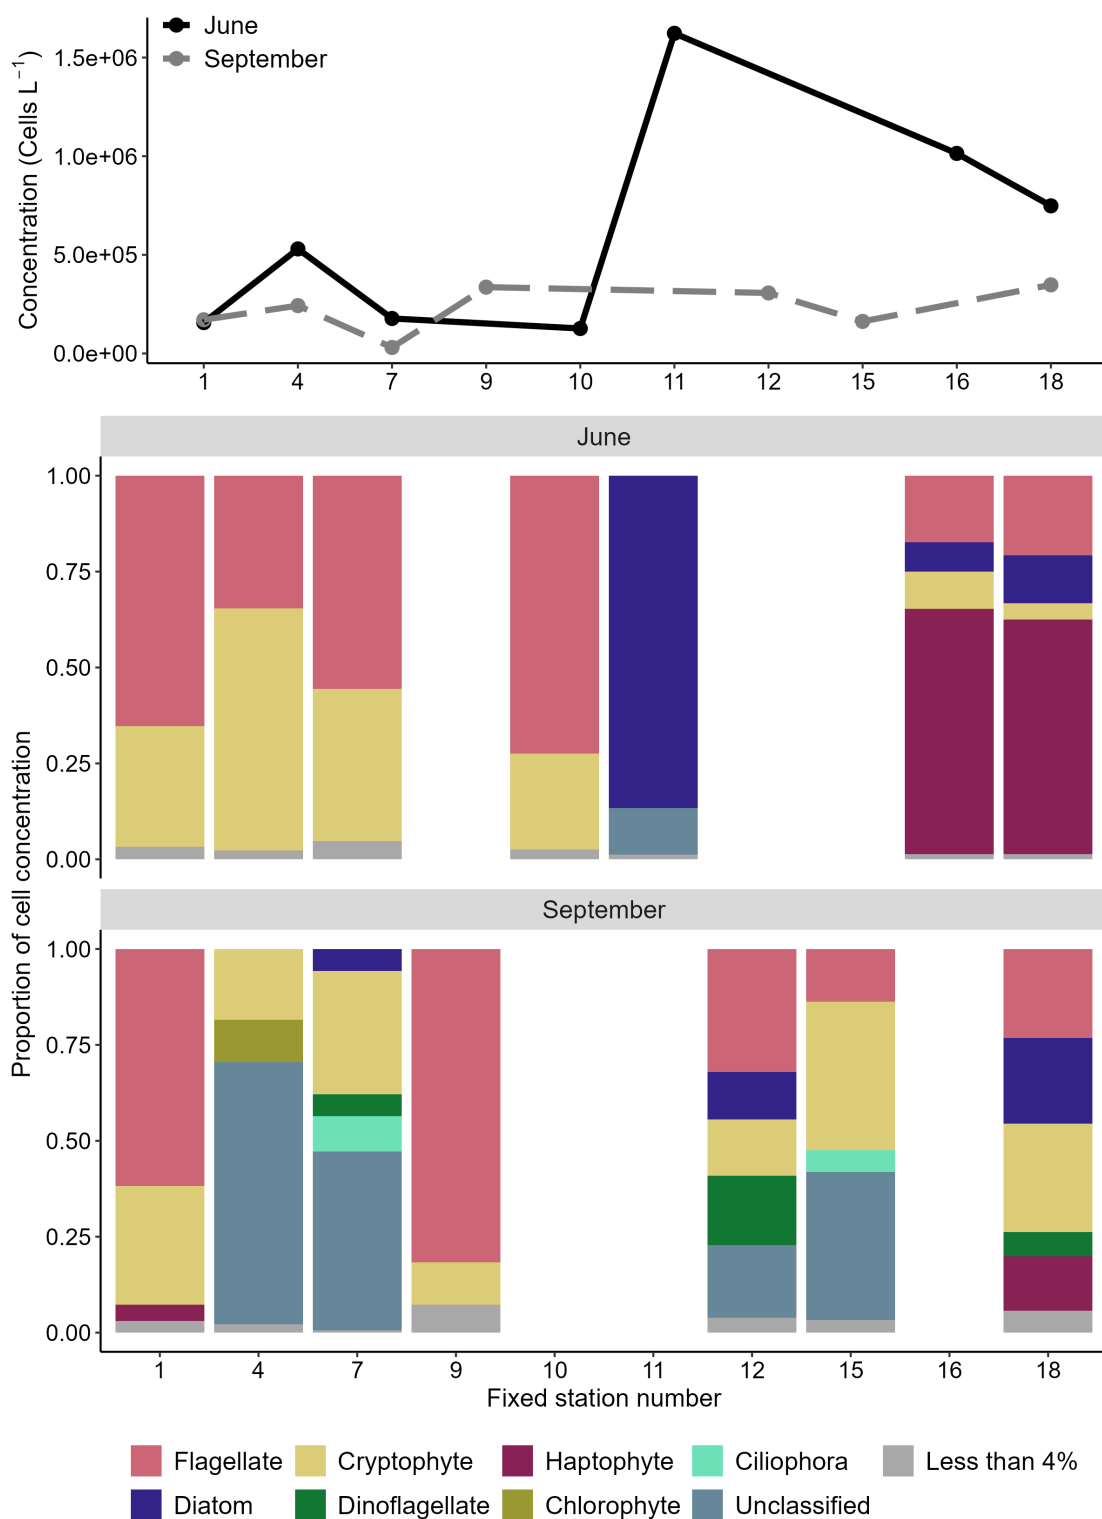 June
September
Concentration (Cells L⁻¹)
1.5e+06
1.0e+06
5.0e+05
0.0e+00
1 4 7 9 10 11 12 15 16 18
June
1.00
0.75
0.50
0.25
0.00
Proportion of cell concentration
September
1.00
0.75
0.50
0.25
0.00
1 4 7 9 10 11 12 15 16 18
Fixed station number
Flagellate Cryptophyte Haptophyte Ciliophora Less than 4%
Diatom Dinoflagellate Chlorophyte Unclassified